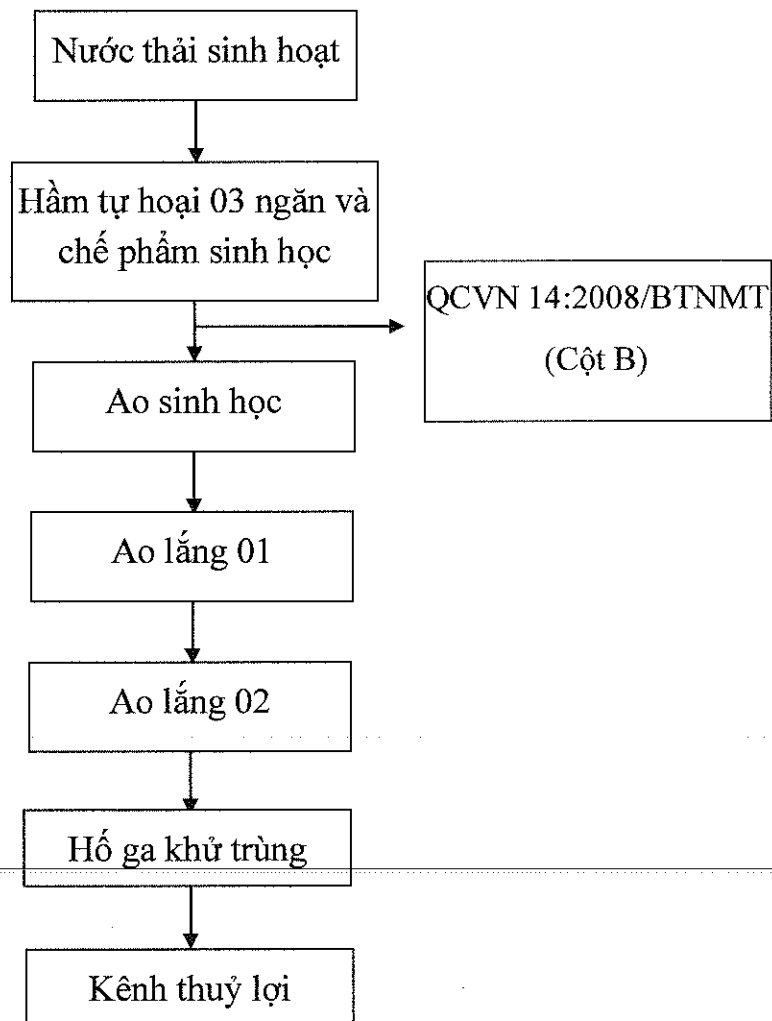 Nước thải sinh hoạt
Hầm tự hoại 03 ngăn và
chế phẩm sinh học
QCVN 14:2008/BTNMT
(Cột B)
Ao sinh học
Ao lắng 01
Ao lắng 02
Hố ga khử trùng
Kênh thuỷ lợi